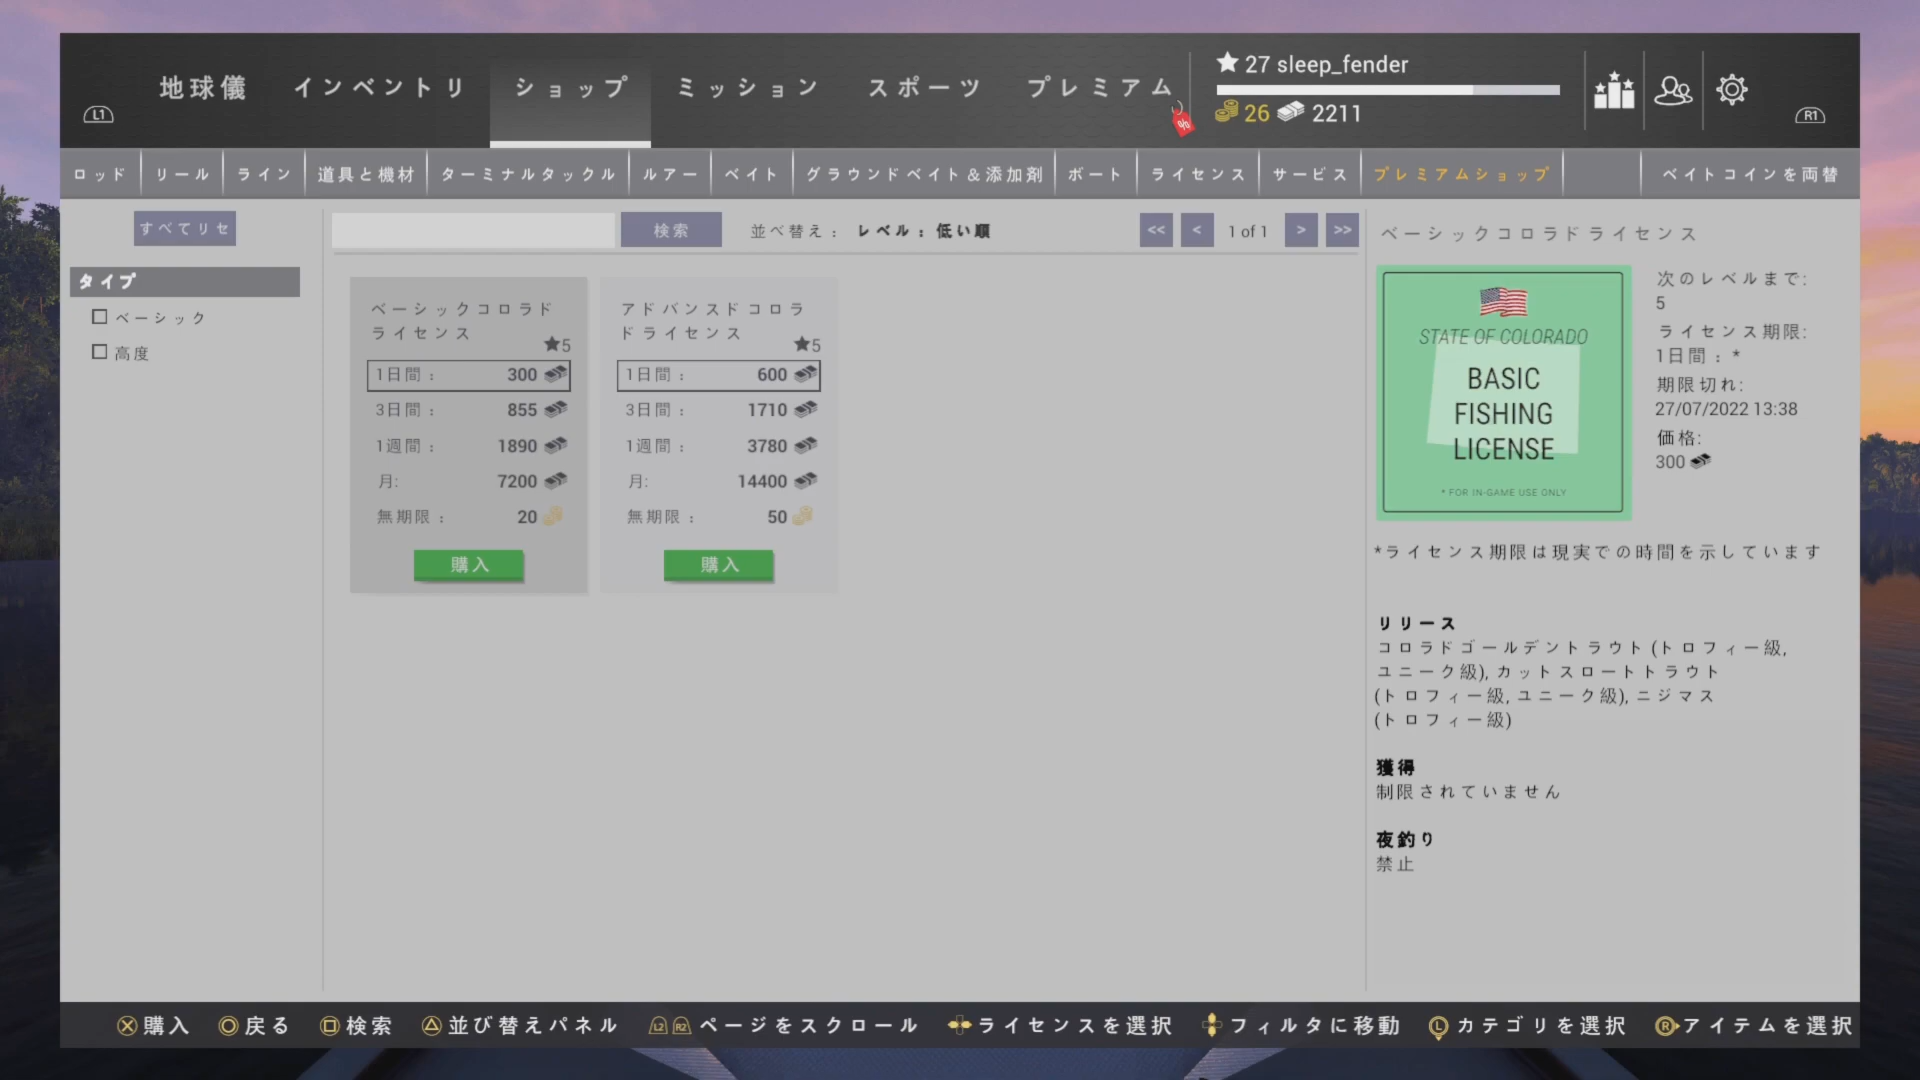 地球儀 インベントリ ショップ ミッション スポーツ プレミアム
%
27 sleep_fender
26 2211
L1
R1
ロッド リール ライン 道具と機材 ターミナルタックル ルアー ベイト グラウンドベイト＆添加剤 ボート ライセンス サービス プレミアムショップ ベイトコインを両替
すべてリセ
検索
並べ替え： レベル：低い順
<< < 1 of 1 > >>
タイプ
ベーシック
高度
ベーシックコロラド
ライセンス
5
1日間： 300
3日間： 855
1週間： 1890
月: 7200
無期限： 20
購入
アドバンスドコロラ
ドライセンス
5
1日間： 600
3日間： 1710
1週間： 3780
月: 14400
無期限： 50
購入
ベーシックコロラドライセンス
STATE OF COLORADO
BASIC
FISHING
LICENSE
* FOR IN-GAME USE ONLY
次のレベルまで:
5
ライセンス期限:
1日間：*
期限切れ:
27/07/2022 13:38
価格:
300
*ライセンス期限は現実での時間を示しています
リリース
コロラドゴールデントラウト (トロフィー級,
ユニーク級), カットスロートトラウト
(トロフィー級, ユニーク級), ニジマス
(トロフィー級)
獲得
制限されていません
夜釣り
禁止
購入 戻る 検索 並び替えパネル L2 R2 ページをスクロール ライセンスを選択 フィルタに移動 L カテゴリを選択 R アイテムを選択